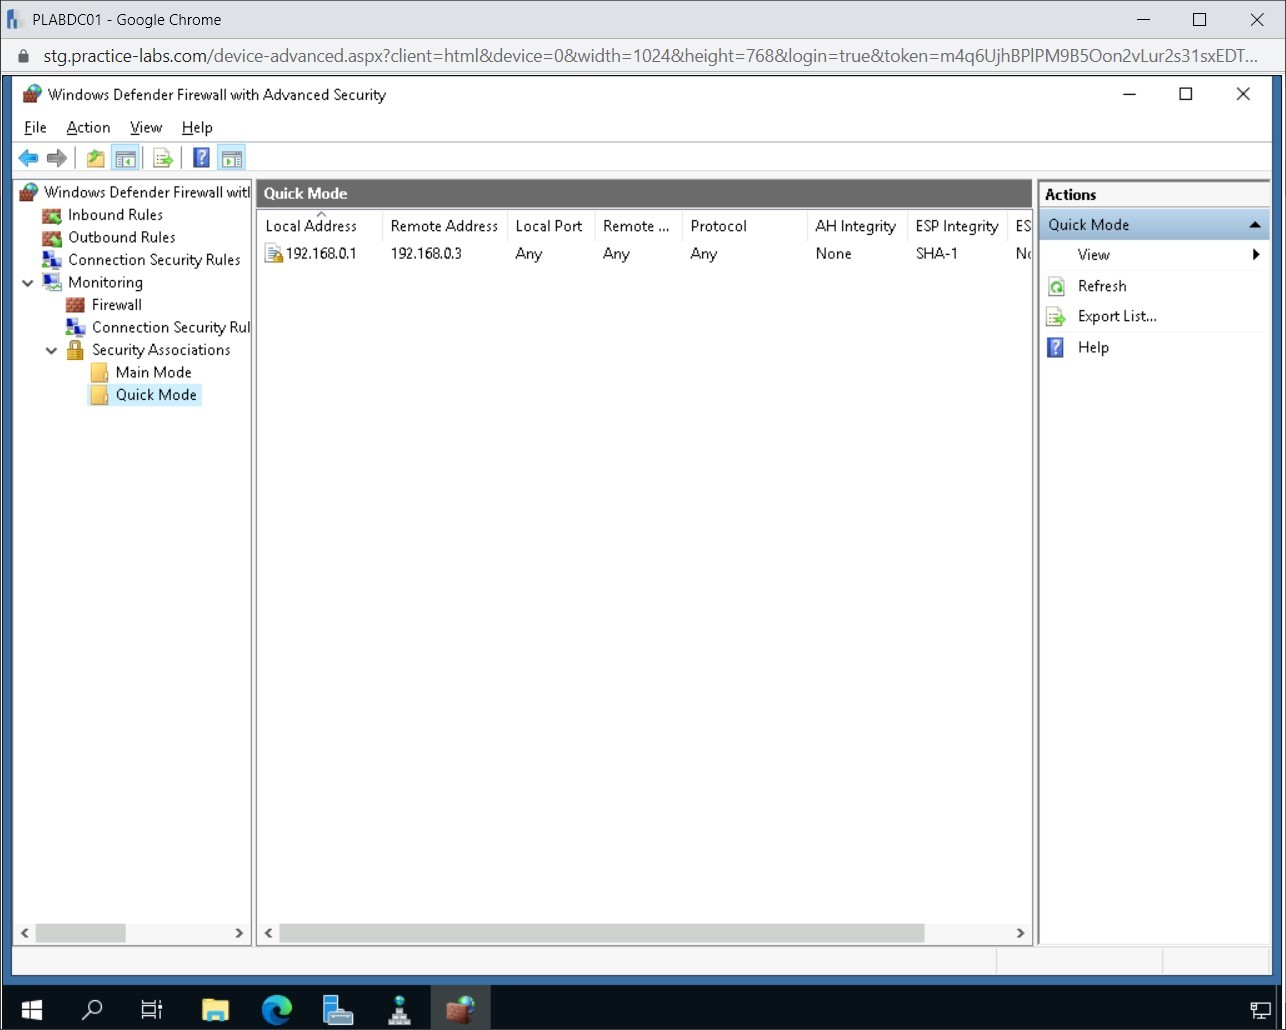 PLABDC01 - Google Chrome
stg.practice-labs.com/device-advanced.aspx?client=html&device=0&width=1024&height=768&login=true&token=m4q6UjhBPlPM9B5Oon2vLur2s31sxEDT...
Windows Defender Firewall with Advanced Security
File Action View Help
Windows Defender Firewall witl
Inbound Rules
Outbound Rules
Connection Security Rules
Monitoring
Firewall
Connection Security Rul
Security Associations
Main Mode
Quick Mode
Quick Mode
Local Address Remote Address Local Port Remote ... Protocol AH Integrity ESP Integrity ES
192.168.0.1 192.168.0.3 Any Any Any None SHA-1 No
Actions
Quick Mode
View
Refresh
Export List...
Help